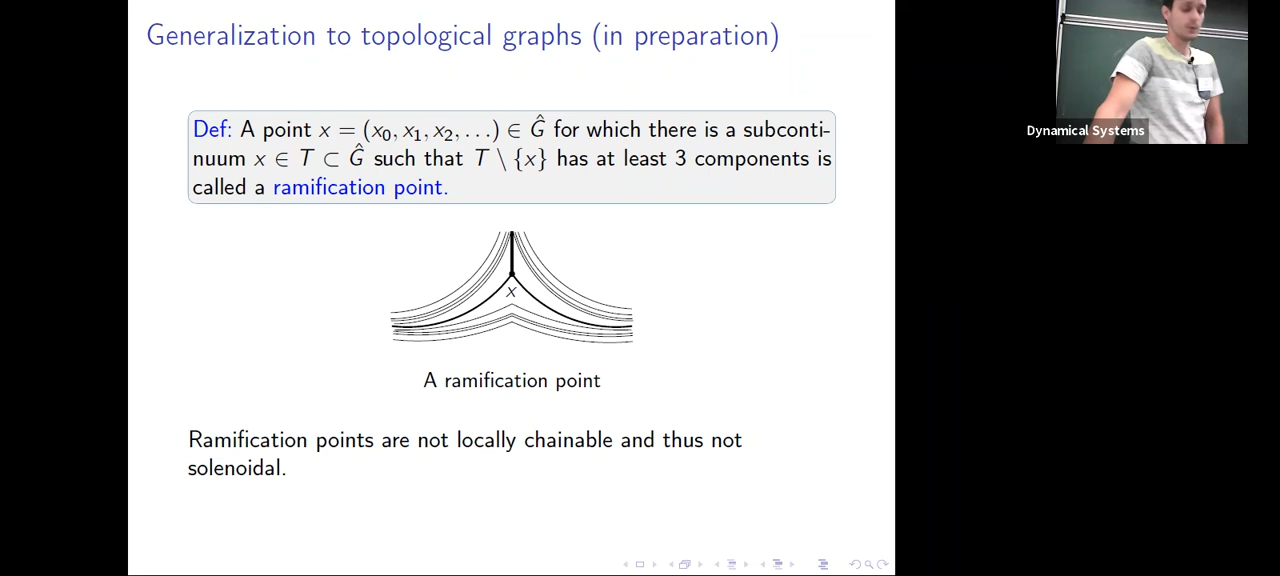 Generalization to topological graphs (in preparation)
Def: A point x = (x₀, x₁, x₂, . . .) ∈ Ĝ for which there is a subconti-
nuum x ∈ T ⊂ Ĝ such that T \ {x} has at least 3 components is
called a ramification point.
x
A ramification point
Ramification points are not locally chainable and thus not
solenoidal.
Dynamical Systems